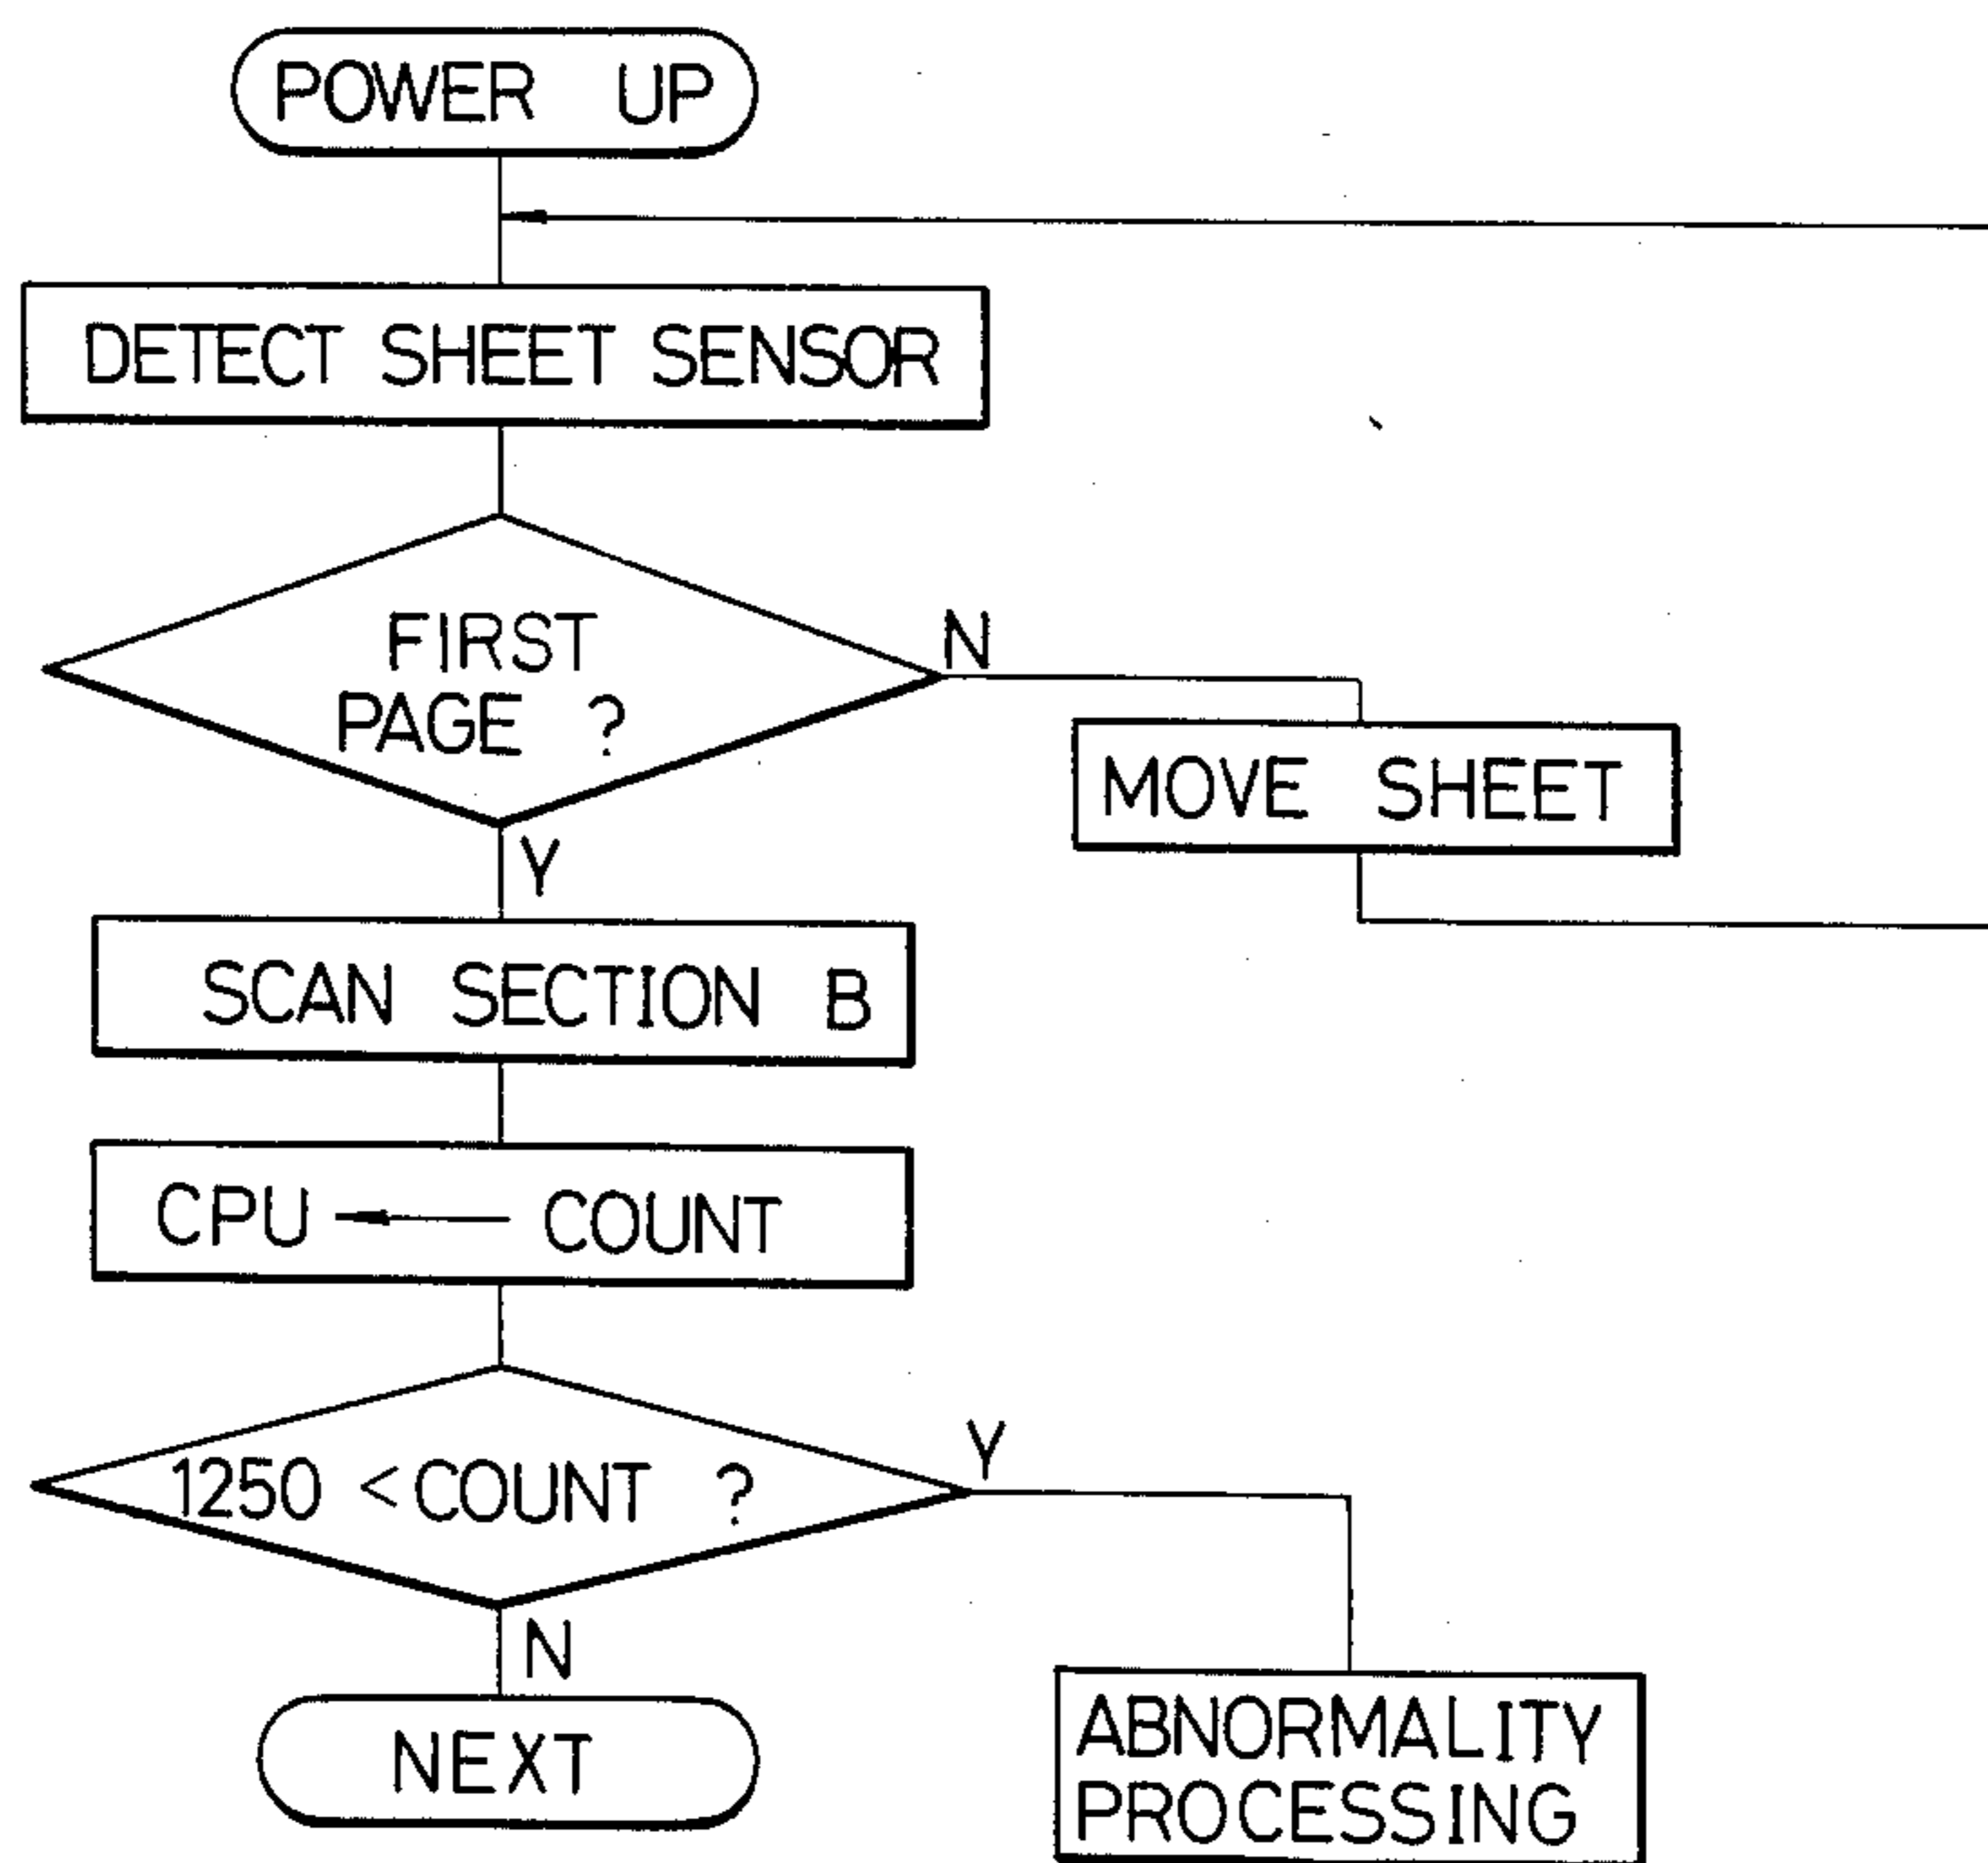 POWER UP
DETECT SHEET SENSOR
FIRST
PAGE ?
N
MOVE SHEET
Y
SCAN SECTION B
CPU ← COUNT
1250 < COUNT ?
Y
N
NEXT
ABNORMALITY
PROCESSING